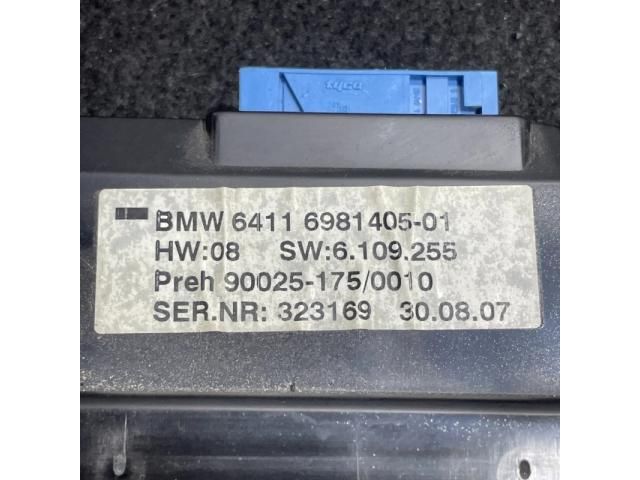 tyco
BMW 6411 6981405-01
HW:08 SW:6.109.255
Preh 90025-175/0010
SER.NR: 323169 30.08.07